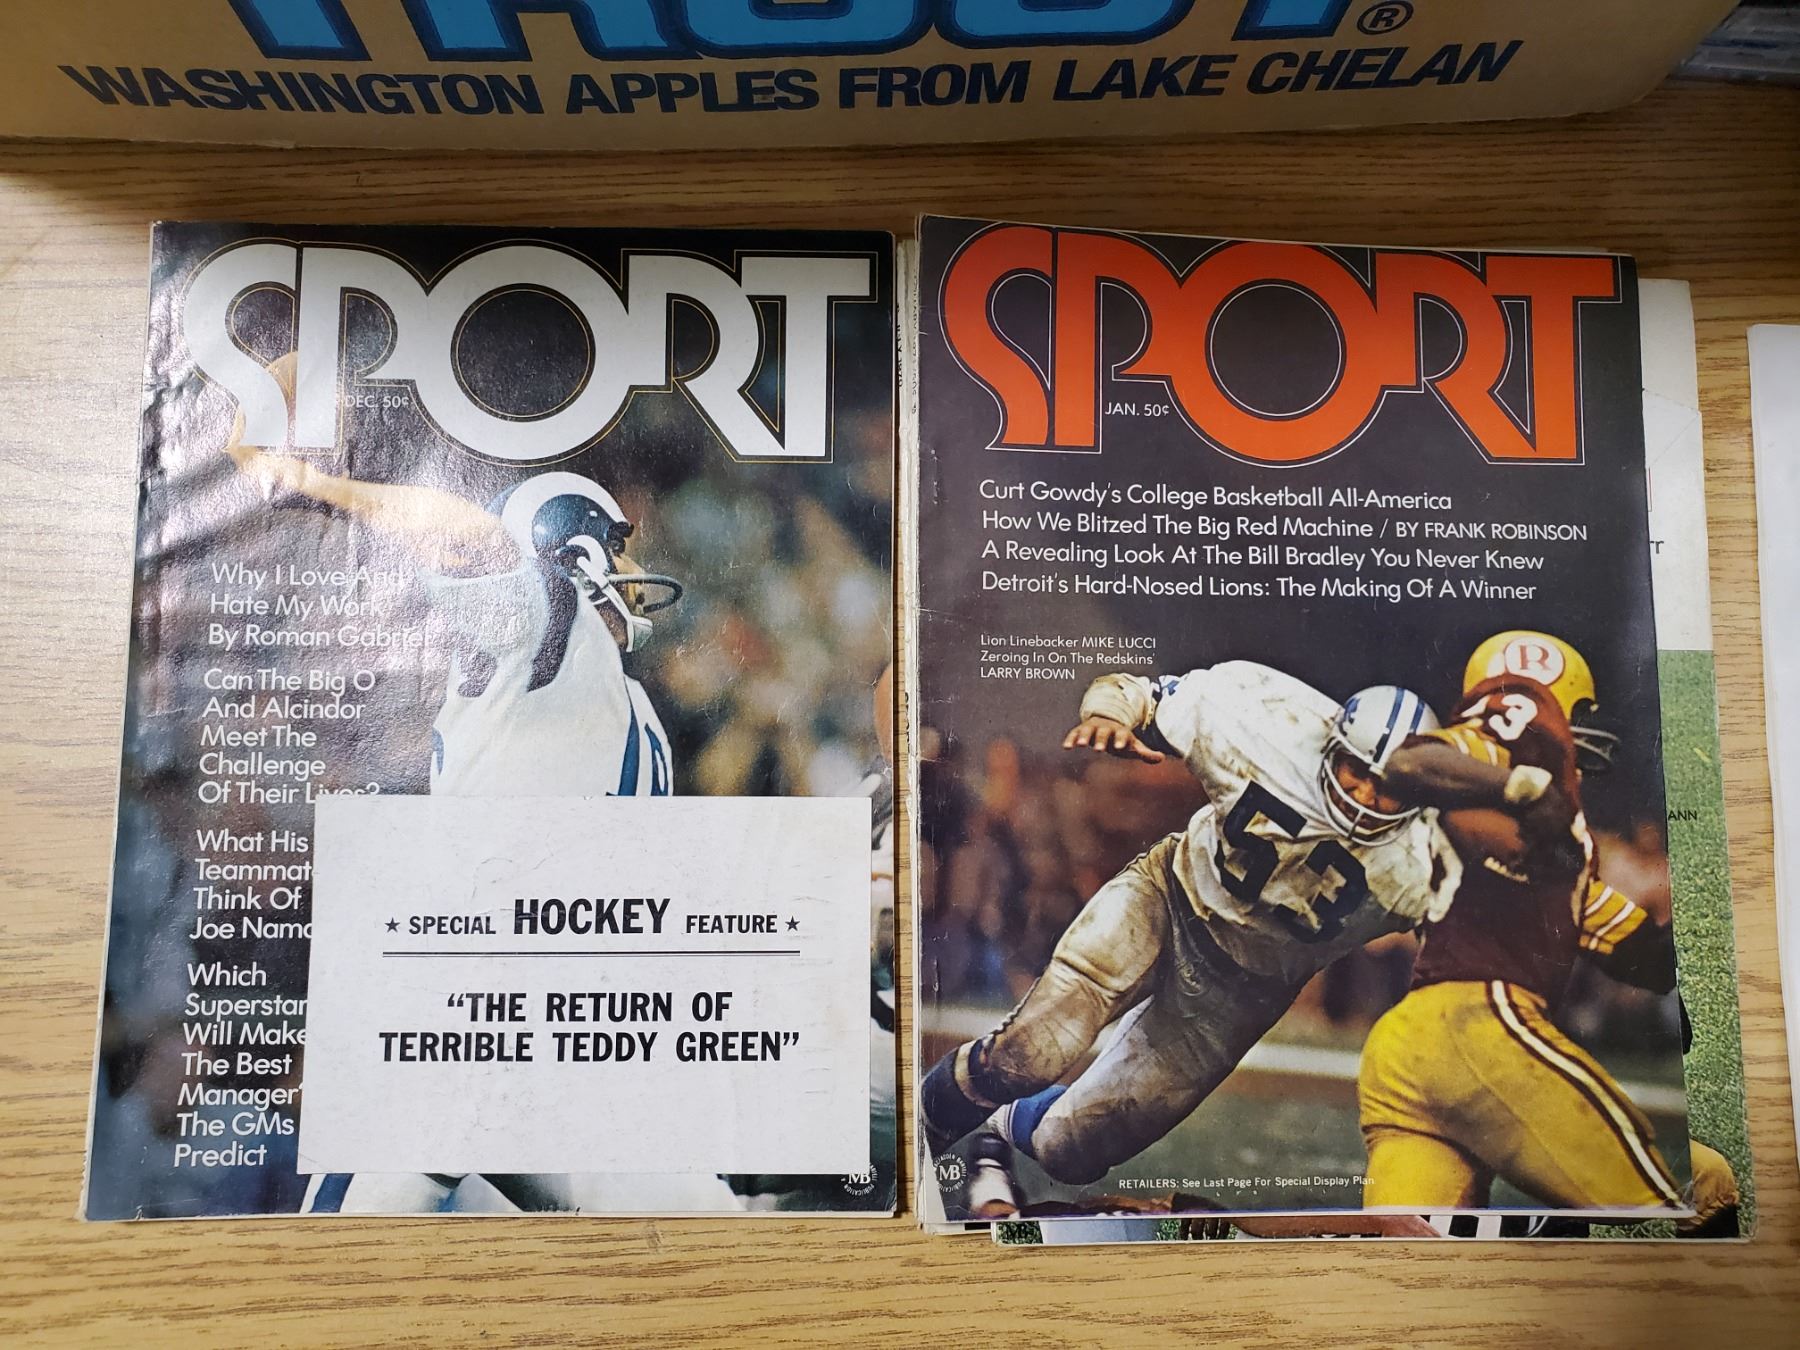 WASHINGTON APPLES FROM LAKE CHELAN
®
SPORT
DEC. 50¢
Why I Love And
Hate My Work
By Roman Gabriel
Can The Big O
And Alcindor
Meet The
Challenge
Of Their Lives?
What His
Teammat
Think Of
Joe Nama
Which
Superstar
Will Make
The Best
Manager?
The GMs
Predict
★ SPECIAL HOCKEY FEATURE ★
“THE RETURN OF
TERRIBLE TEDDY GREEN”
MB
SPORT
JAN. 50¢
Curt Gowdy's College Basketball All-America
How We Blitzed The Big Red Machine / BY FRANK ROBINSON
A Revealing Look At The Bill Bradley You Never Knew
Detroit's Hard-Nosed Lions: The Making Of A Winner
Lion Linebacker MIKE LUCCI
Zeroing In On The Redskins'
LARRY BROWN
R
3
53
MB
RETAILERS: See Last Page For Special Display Plan
ANN